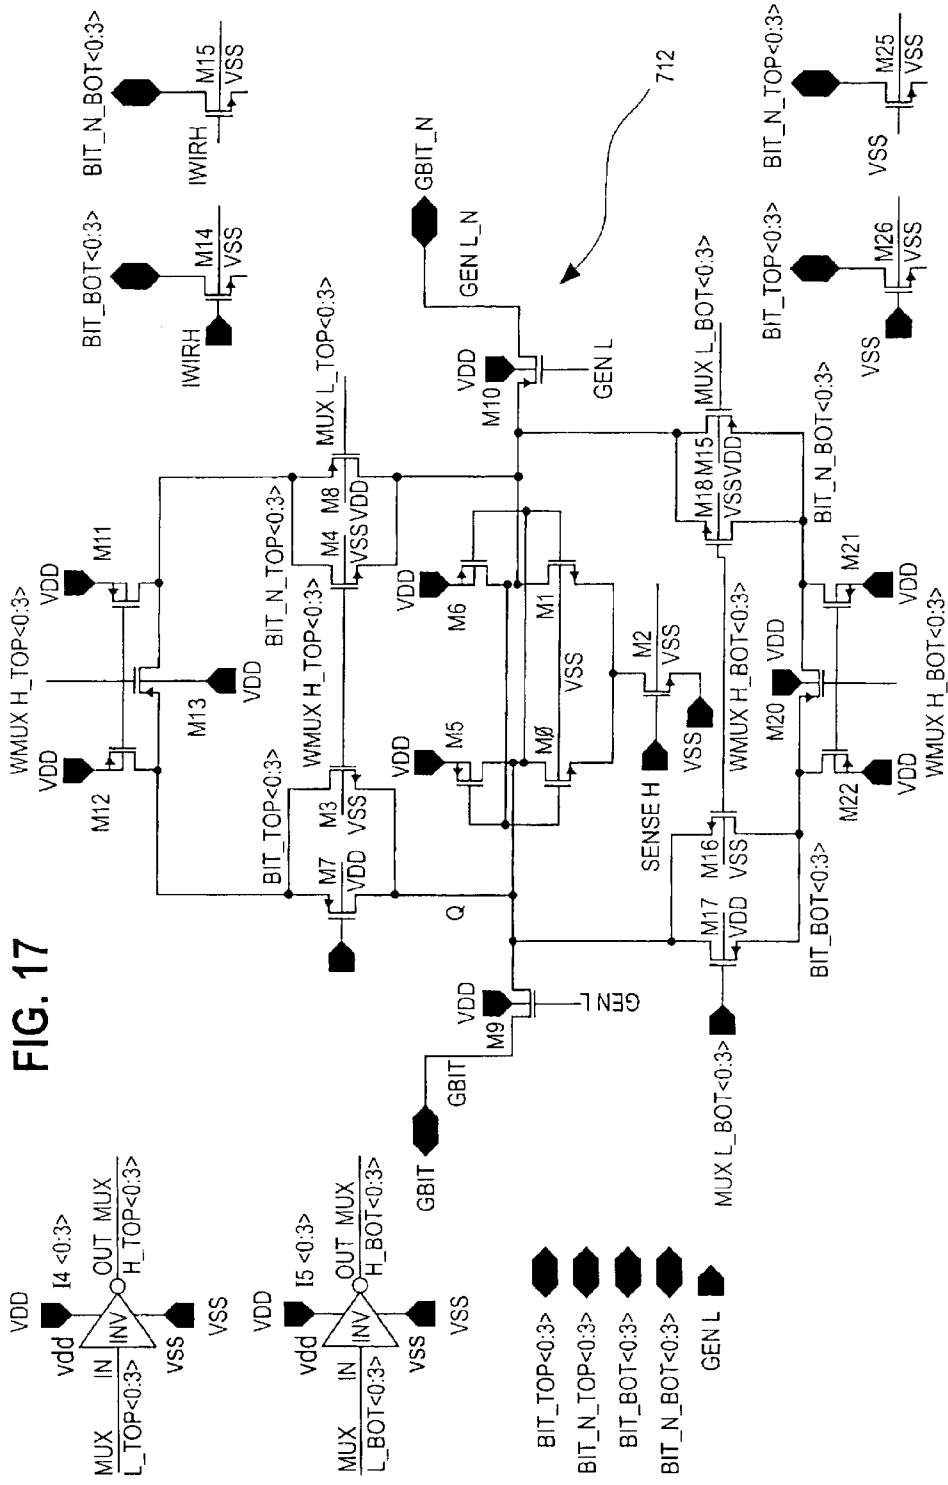 FIG. 17
VDD
vdd
I4 <0:3>
MUX IN
L_TOP<0:3>
INV
OUT MUX
H_TOP<0:3>
vss
VSS
VDD
vdd
I5 <0:3>
MUX IN
L_BOT<0:3>
INV
OUT MUX
H_BOT<0:3>
vss
VSS
BIT_TOP<0:3>
BIT_N_TOP<0:3>
BIT_BOT<0:3>
BIT_N_BOT<0:3>
GEN L
WMUX H_TOP<0:3>
VDD
M12
VDD
M11
M13
VDD
BIT_TOP<0:3>
M7
VDD
M3
VSS
WMUX H_TOP<0:3>
BIT_N_TOP<0:3>
M4
VSS
M8
VDD
MUX L_TOP<0:3>
GBIT
GBIT
M9
VDD
GEN L
Q
VDD
M5
VDD
M6
MØ
VSS
M1
SENSE H
M2
VSS
VSS
M10
VDD
GEN L
GEN L_N
GBIT_N
712
MUX L_BOT<0:3>
M17
VDD
M16
VSS
WMUX H_BOT<0:3>
M18
VSS
M15
VDD
MUX L_BOT<0:3>
BIT_BOT<0:3>
BIT_N_BOT<0:3>
M20
VDD
M22
VDD
M21
VDD
WMUX H_BOT<0:3>
BIT_BOT<0:3>
IWIRH
M14
VSS
BIT_N_BOT<0:3>
IWIRH
M15
VSS
BIT_TOP<0:3>
VSS
M26
VSS
BIT_N_TOP<0:3>
VSS
M25
VSS